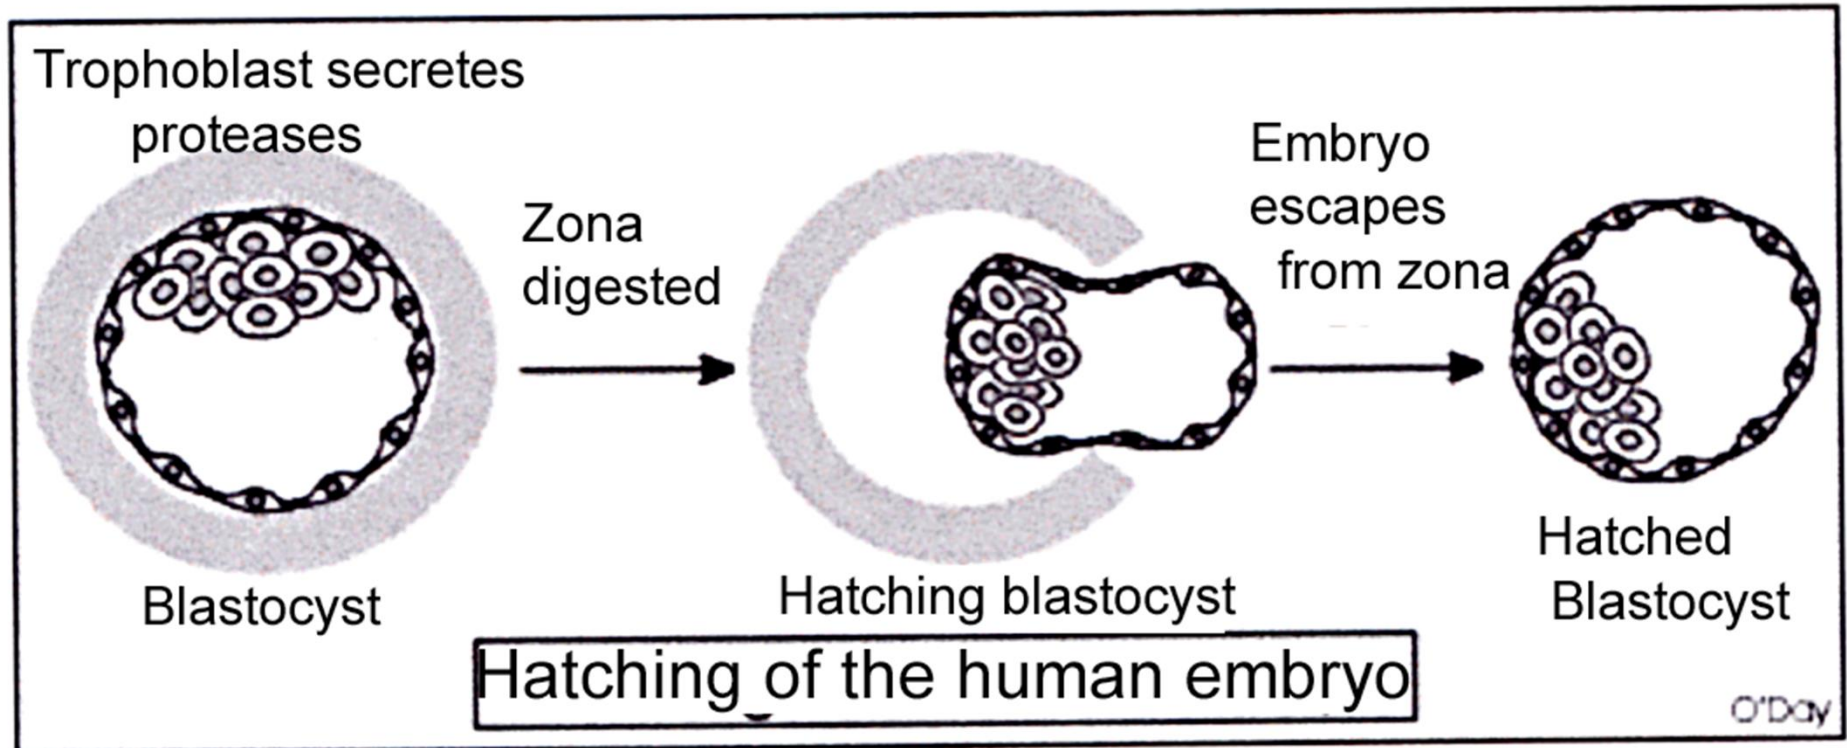 Trophoblast secretes
proteases
Zona
digested
Embryo
escapes
from zona
Blastocyst
Hatching blastocyst
Hatched
Blastocyst
Hatching of the human embryo
O'Day